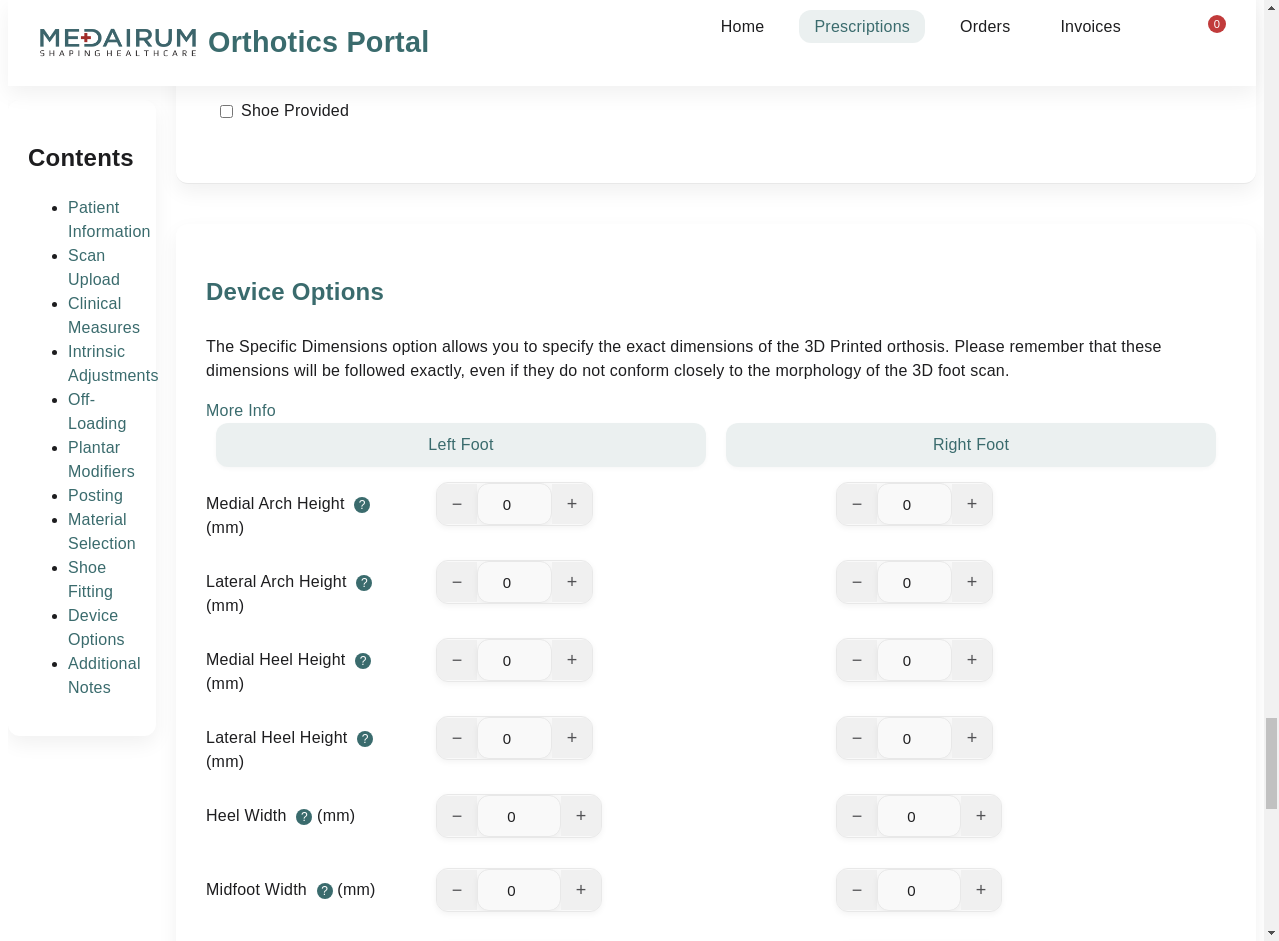 MEDAIRUM
SHAPING HEALTHCARE
Orthotics Portal
Home
Prescriptions
Orders
Invoices
0
Shoe Provided
Contents
Patient
Information
Scan
Upload
Clinical
Measures
Intrinsic
Adjustments
Off-
Loading
Plantar
Modifiers
Posting
Material
Selection
Shoe
Fitting
Device
Options
Additional
Notes
Device Options
The Specific Dimensions option allows you to specify the exact dimensions of the 3D Printed orthosis. Please remember that these
dimensions will be followed exactly, even if they do not conform closely to the morphology of the 3D foot scan.
More Info
Left Foot
Right Foot
Medial Arch Height ?
(mm)
− 0 +
− 0 +
Lateral Arch Height ?
(mm)
− 0 +
− 0 +
Medial Heel Height ?
(mm)
− 0 +
− 0 +
Lateral Heel Height ?
(mm)
− 0 +
− 0 +
Heel Width ? (mm)
− 0 +
− 0 +
Midfoot Width ? (mm)
− 0 +
− 0 +